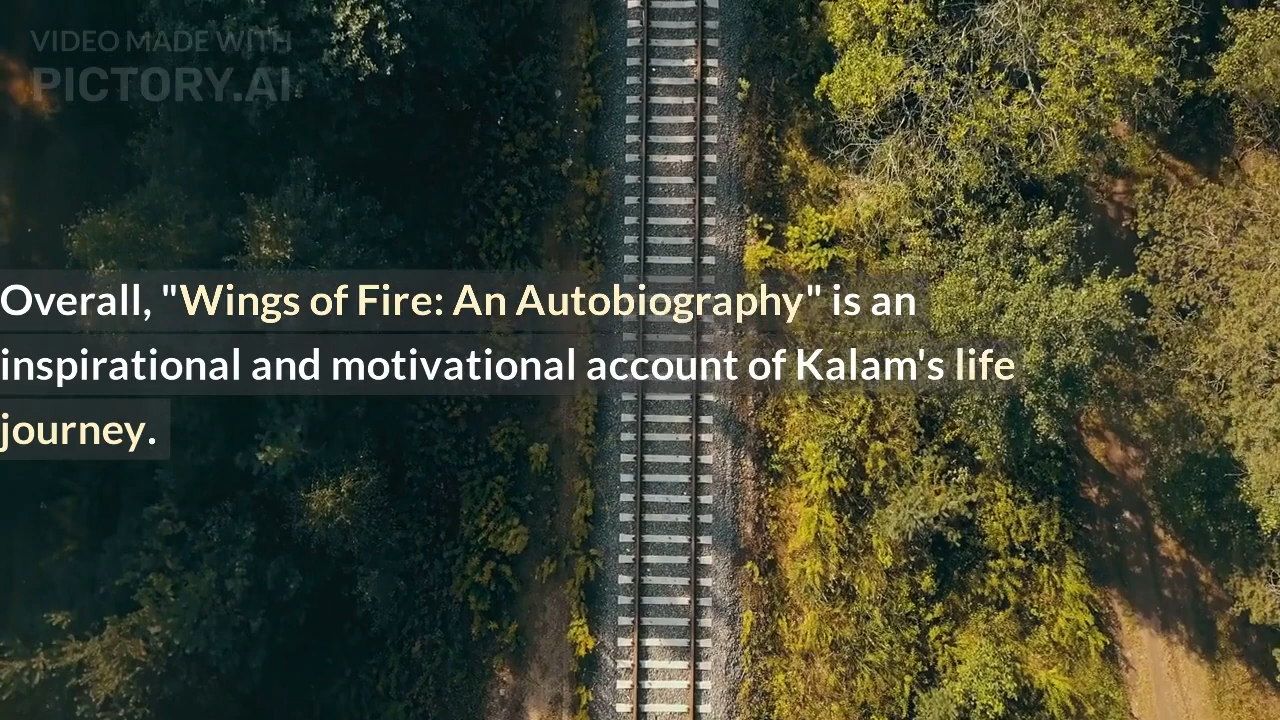 VIDEO MADE WITH
PICTORY.AI
Overall, "Wings of Fire: An Autobiography" is an
inspirational and motivational account of Kalam's life
journey.